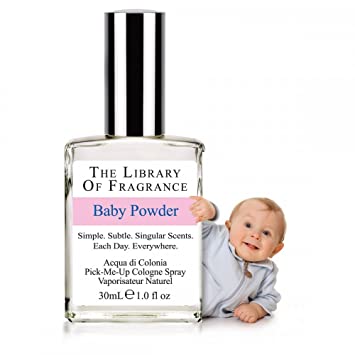 The Library
Of Fragrance
Baby Powder
Simple. Subtle. Singular Scents.
Each Day. Everywhere.
Acqua di Colonia
Pick-Me-Up Cologne Spray
Vaporisateur Naturel
30mL℮1.0 fl oz